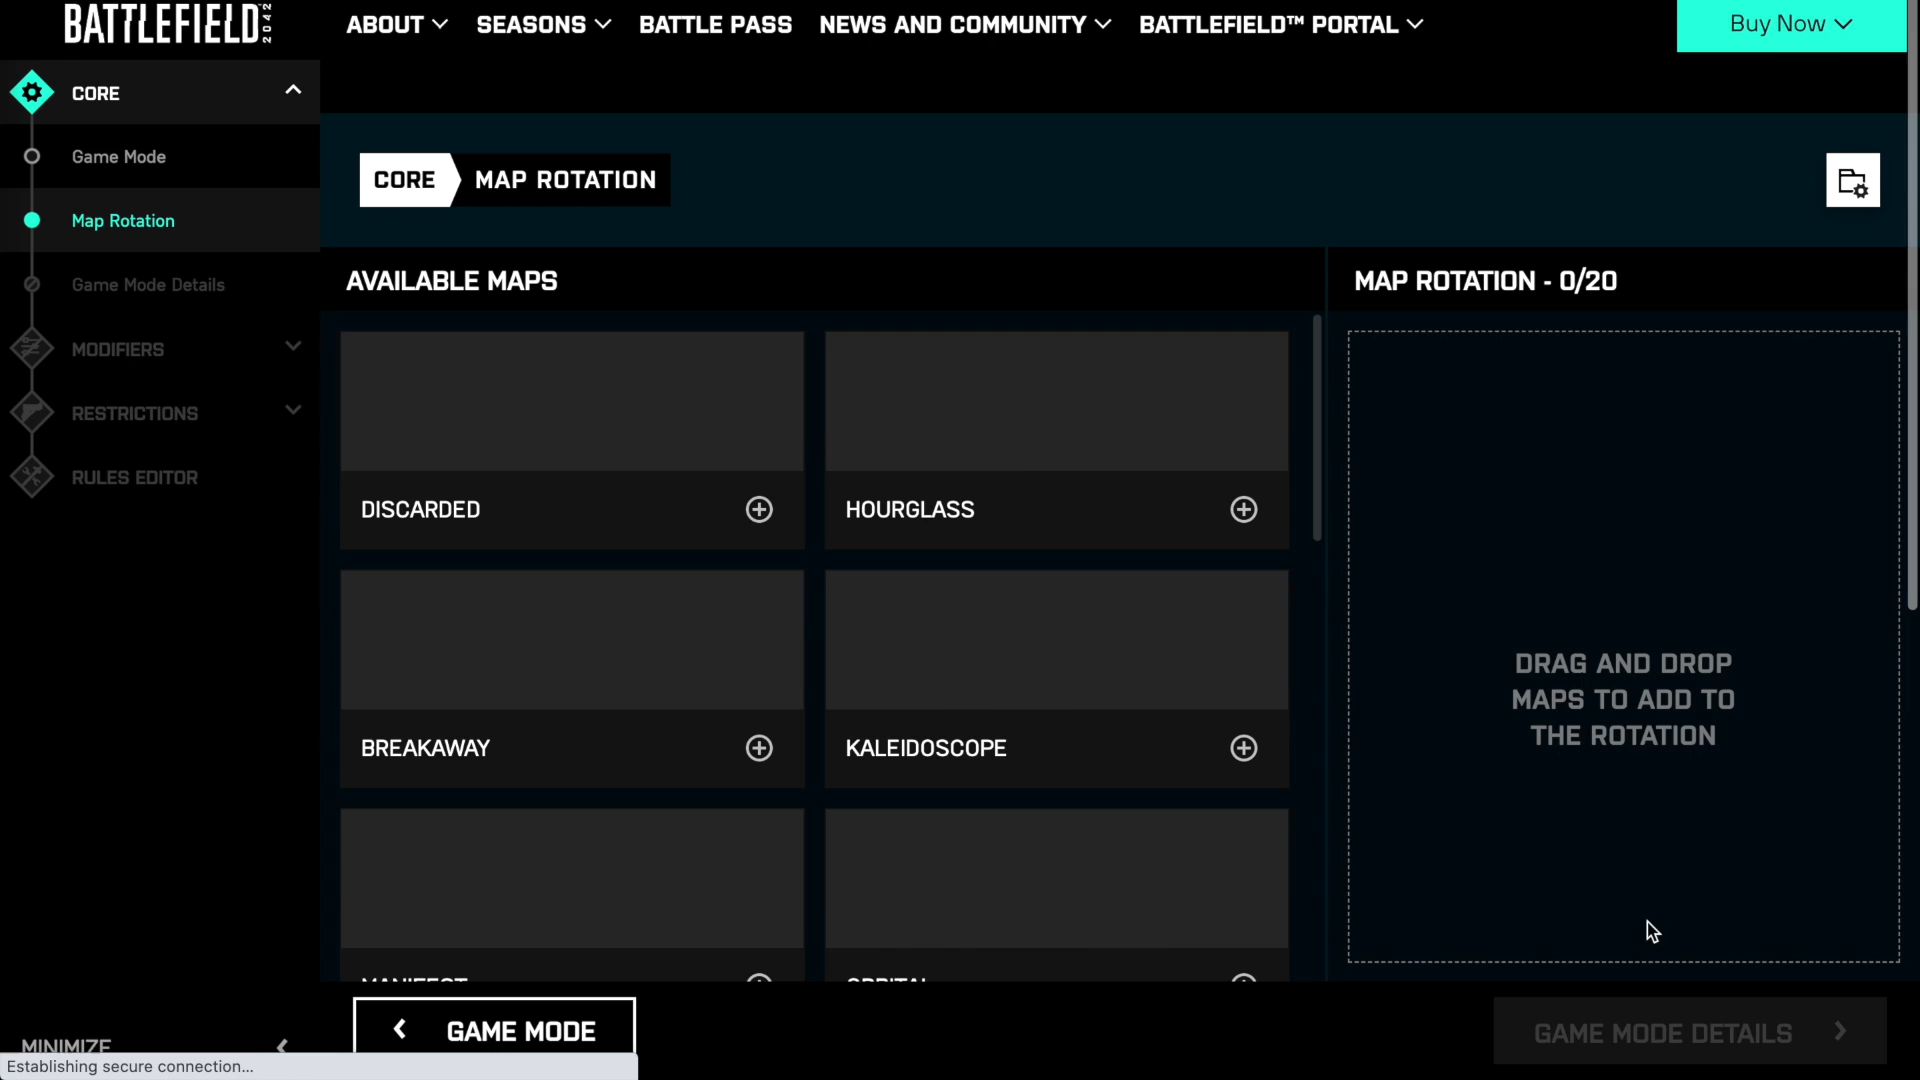 BATTLEFIELD 2042
ABOUT
SEASONS
BATTLE PASS
NEWS AND COMMUNITY
BATTLEFIELD™ PORTAL
Buy Now
CORE
Game Mode
Map Rotation
Game Mode Details
MODIFIERS
RESTRICTIONS
RULES EDITOR
MINIMIZE
CORE
MAP ROTATION
AVAILABLE MAPS
DISCARDED
HOURGLASS
BREAKAWAY
KALEIDOSCOPE
MANIFEST
ORBITAL
MAP ROTATION - 0/20
DRAG AND DROP
MAPS TO ADD TO
THE ROTATION
GAME MODE
GAME MODE DETAILS
Establishing secure connection...